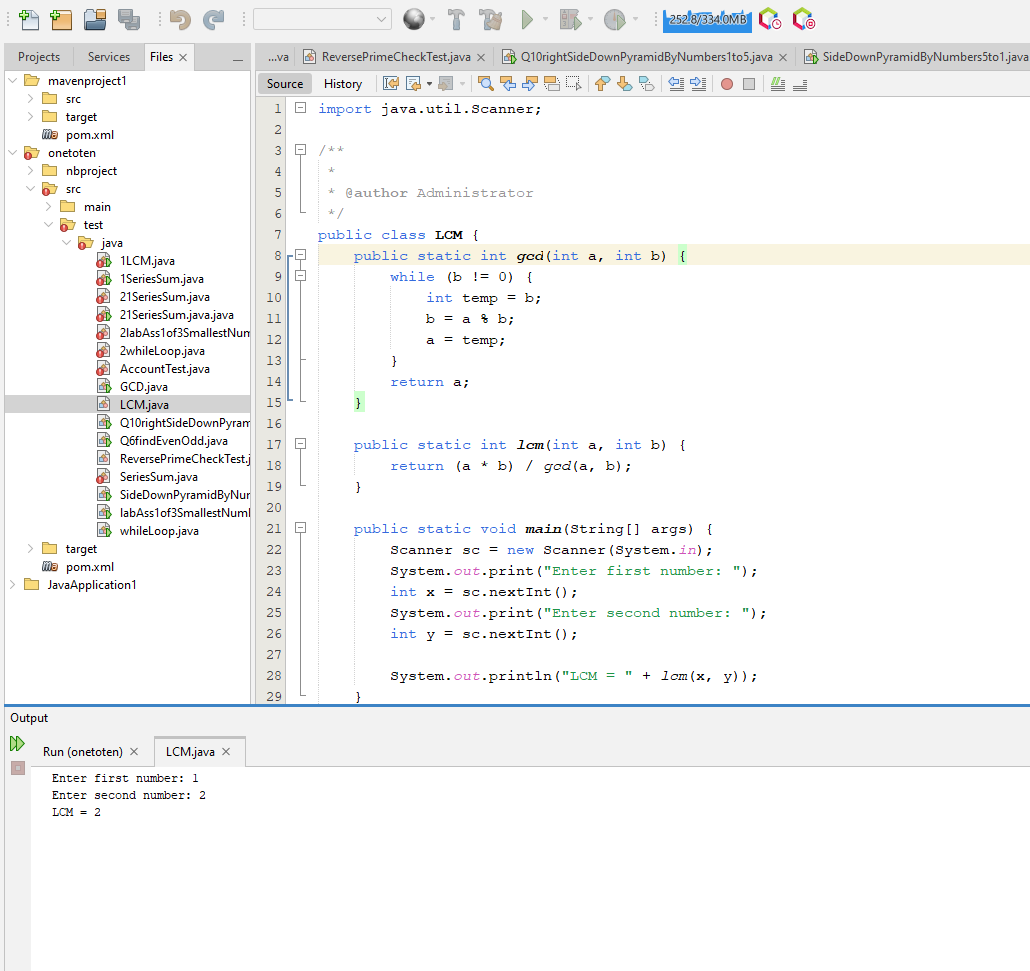 252.8/334.0MB
Projects Services Files
...va ReversePrimeCheckTest.java Q10rightSideDownPyramidByNumbers1to5.java SideDownPyramidByNumbers5to1.java
Source History
mavenproject1
src
target
pom.xml
onetoten
nbproject
src
main
test
java
1LCM.java
1SeriesSum.java
21SeriesSum.java
21SeriesSum.java.java
2labAss1of3SmallestNum
2whileLoop.java
AccountTest.java
GCD.java
LCM.java
Q10rightSideDownPyram
Q6findEvenOdd.java
ReversePrimeCheckTest.j
SeriesSum.java
SideDownPyramidByNur
labAss1of3SmallestNuml
whileLoop.java
target
pom.xml
JavaApplication1
1 import java.util.Scanner;
2
3 /**
4 *
5 * @author Administrator
6 */
7 public class LCM {
8 public static int gcd(int a, int b) {
9 while (b != 0) {
10 int temp = b;
11 b = a % b;
12 a = temp;
13 }
14 return a;
15 }
16
17 public static int lcm(int a, int b) {
18 return (a * b) / gcd(a, b);
19 }
20
21 public static void main(String[] args) {
22 Scanner sc = new Scanner(System.in);
23 System.out.print("Enter first number: ");
24 int x = sc.nextInt();
25 System.out.print("Enter second number: ");
26 int y = sc.nextInt();
27
28 System.out.println("LCM = " + lcm(x, y));
29 }
Output
Run (onetoten) LCM.java
Enter first number: 1
Enter second number: 2
LCM = 2